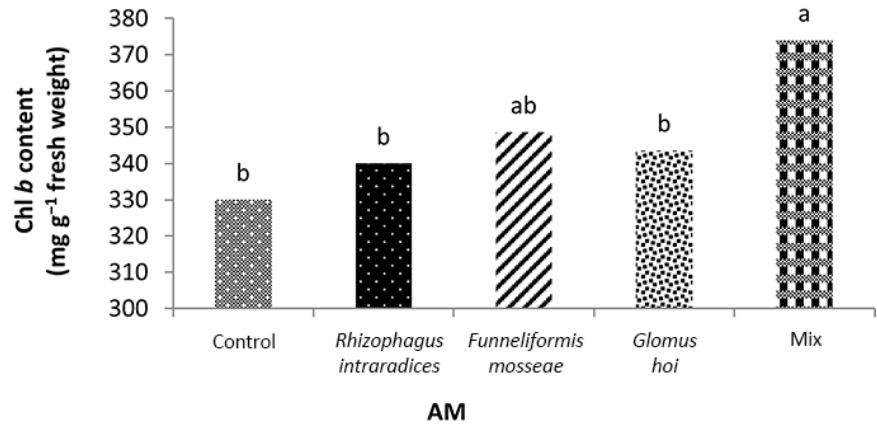 380
370
360
350
340
330
320
310
300
Chl b content
(mg g⁻¹ fresh weight)
b
b
ab
b
a
Control
Rhizophagus
intraradices
Funneliformis
mosseae
Glomus
hoi
Mix
AM